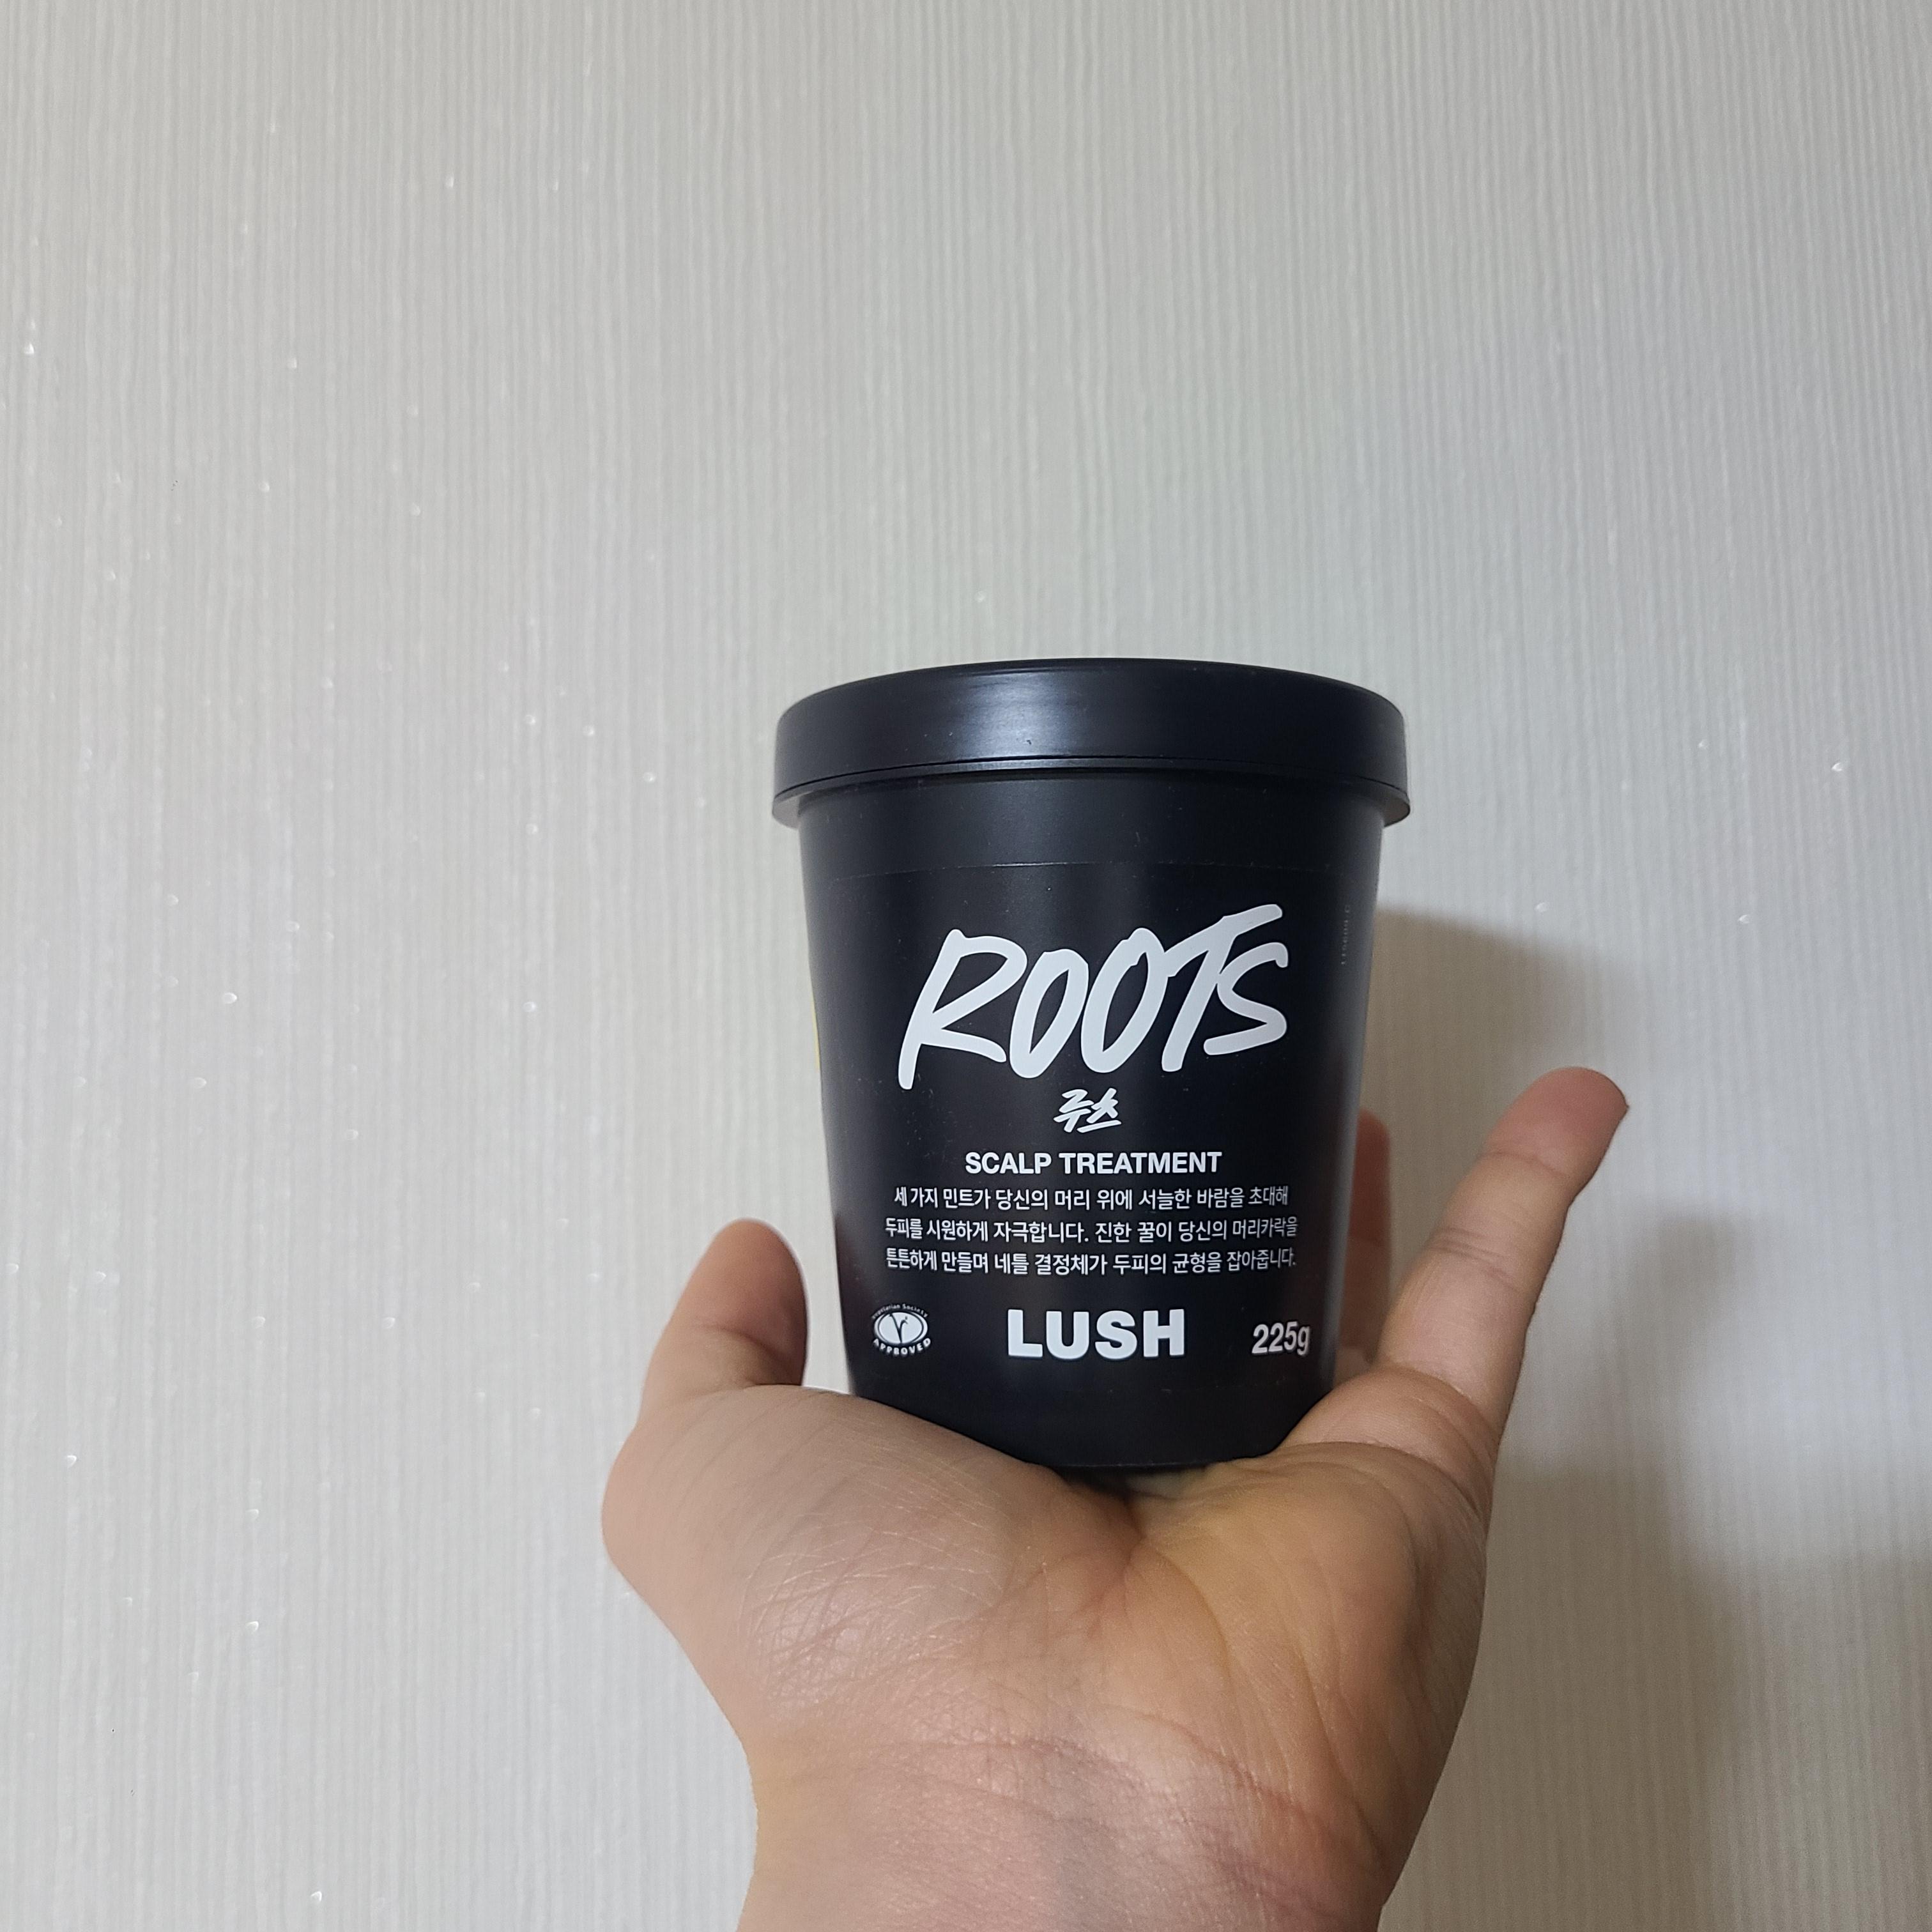 ROOTS
루츠
SCALP TREATMENT
세 가지 민트가 당신의 머리 위에 서늘한 바람을 초대해
두피를 시원하게 자극합니다. 진한 꿀이 당신의 머리카락을
튼튼하게 만들며 네틀 결정체가 두피의 균형을 잡아줍니다.
Vegetarian Society
APPROVED
LUSH
225g